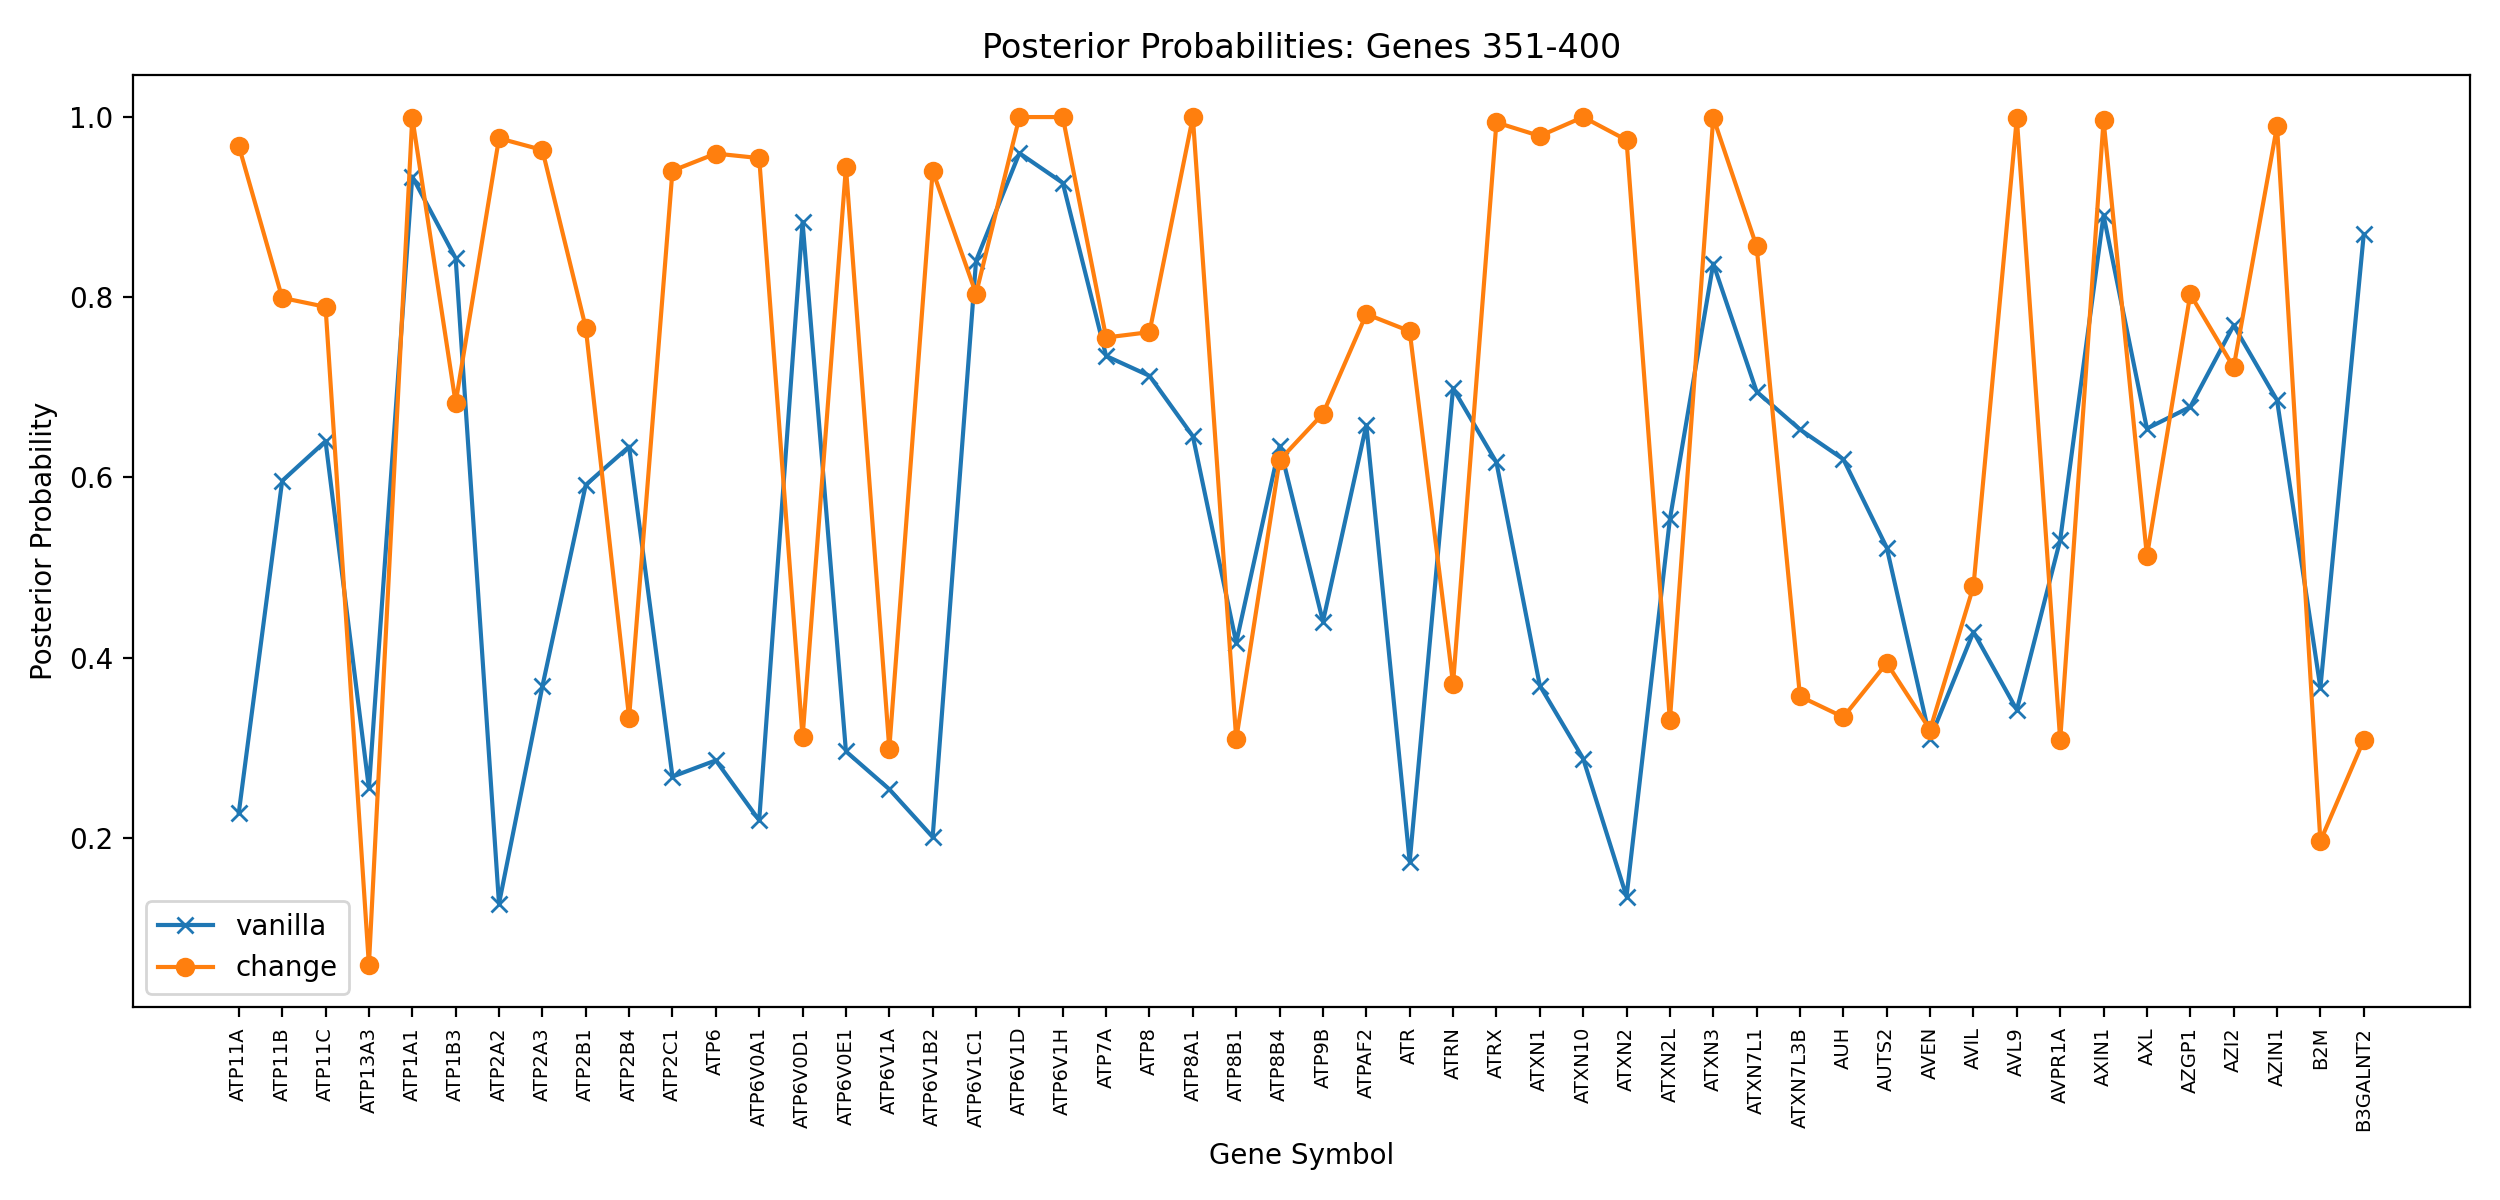 Posterior Probabilities: Genes 351-400
Posterior Probability
1.0
0.8
0.6
0.4
0.2
vanilla
change
ATP11A
ATP11B
ATP11C
ATP13A3
ATP1A1
ATP1B3
ATP2A2
ATP2A3
ATP2B1
ATP2B4
ATP2C1
ATP6
ATP6V0A1
ATP6V0D1
ATP6V0E1
ATP6V1A
ATP6V1B2
ATP6V1C1
ATP6V1D
ATP6V1H
ATP7A
ATP8
ATP8A1
ATP8B1
ATP8B4
ATP9B
ATPAF2
ATR
ATRN
ATRX
ATXN1
ATXN10
ATXN2
ATXN2L
ATXN3
ATXN7L1
ATXN7L3B
AUH
AUTS2
AVEN
AVIL
AVL9
AVPR1A
AXIN1
AXL
AZGP1
AZI2
AZIN1
B2M
B3GALNT2
Gene Symbol